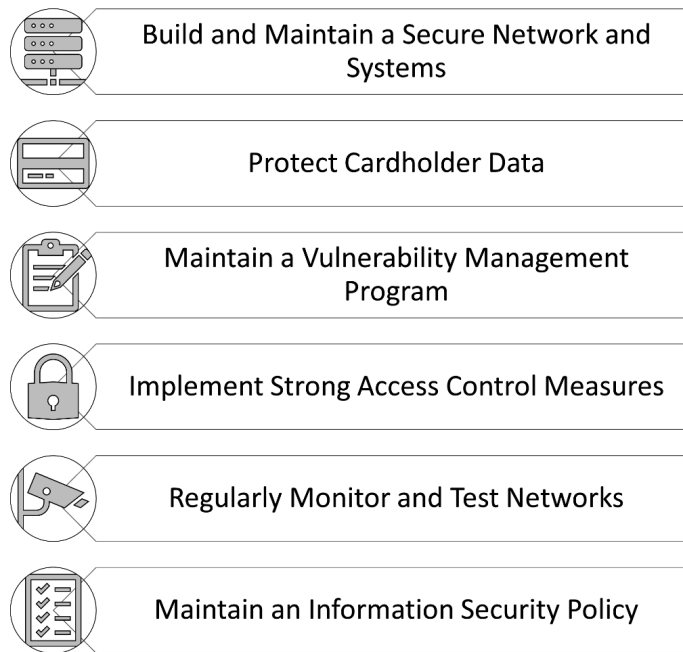 Build and Maintain a Secure Network and
Systems
Protect Cardholder Data
Maintain a Vulnerability Management
Program
Implement Strong Access Control Measures
Regularly Monitor and Test Networks
Maintain an Information Security Policy